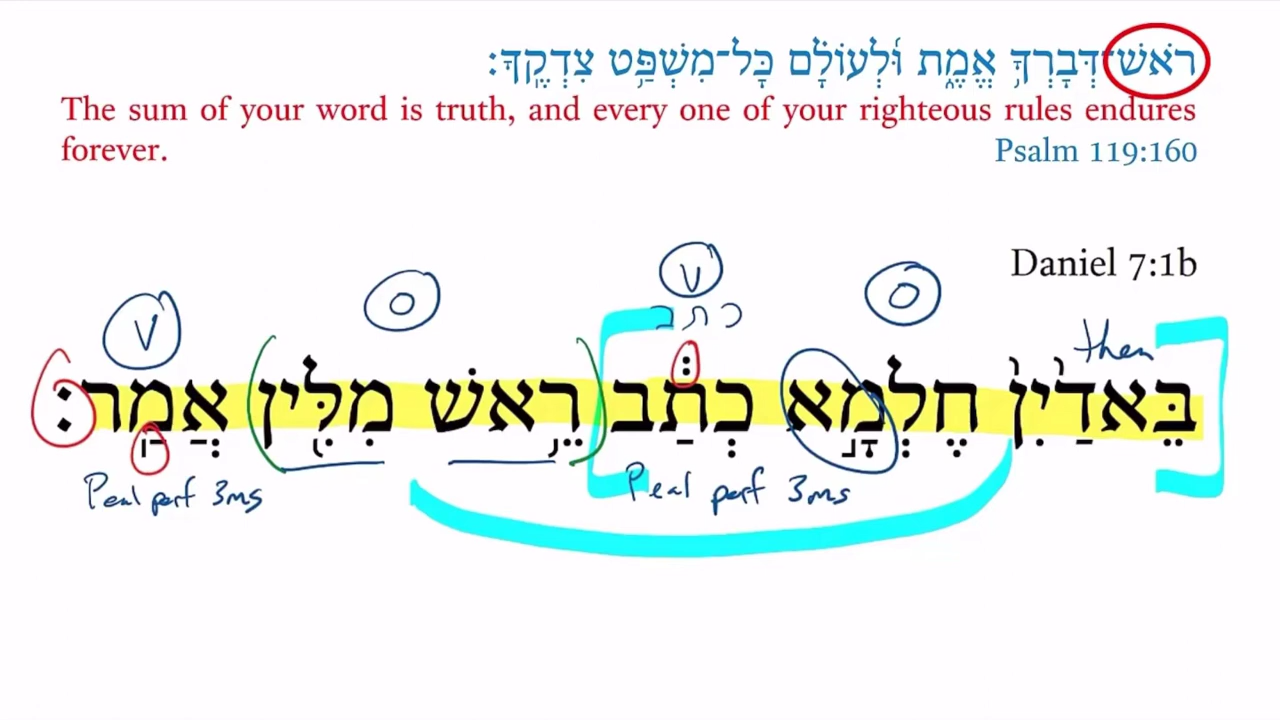 רֹ֥אשׁ־דְּבָרְךָ֥ אֱמֶ֑ת וּ֝לְעוֹלָ֗ם כָּל־מִשְׁפַּ֥ט צִדְקֶֽךָ׃
The sum of your word is truth, and every one of your righteous rules endures
forever.
Psalm 119:160
Daniel 7:1b
V O V O
כתב
then
בֵּאדַ֙יִן֙ חֶלְמָ֣א כְתַ֔ב רֵ֥אשׁ מִלִּ֖ין אֲמַֽר׃
Peal perf 3ms Peal perf 3ms